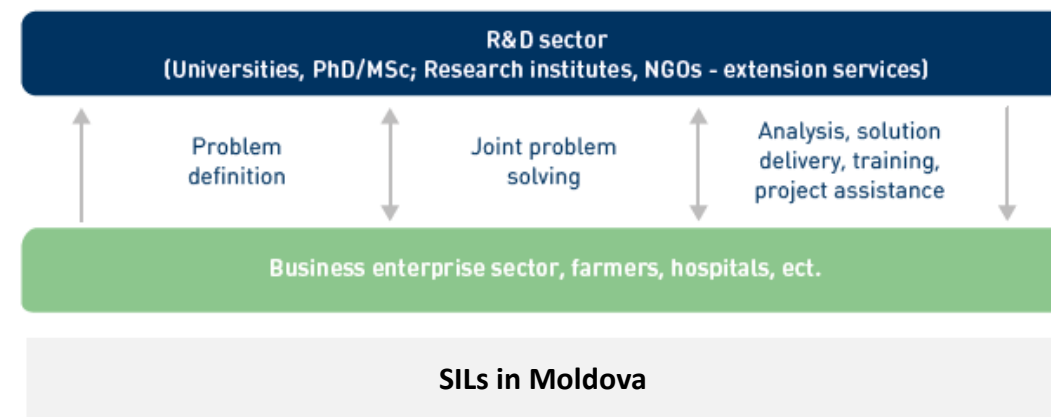 R&D sector
(Universities, PhD/MSc; Research institutes, NGOs - extension services)
Problem
definition
Joint problem
solving
Analysis, solution
delivery, training,
project assistance
Business enterprise sector, farmers, hospitals, ect.
SILs in Moldova